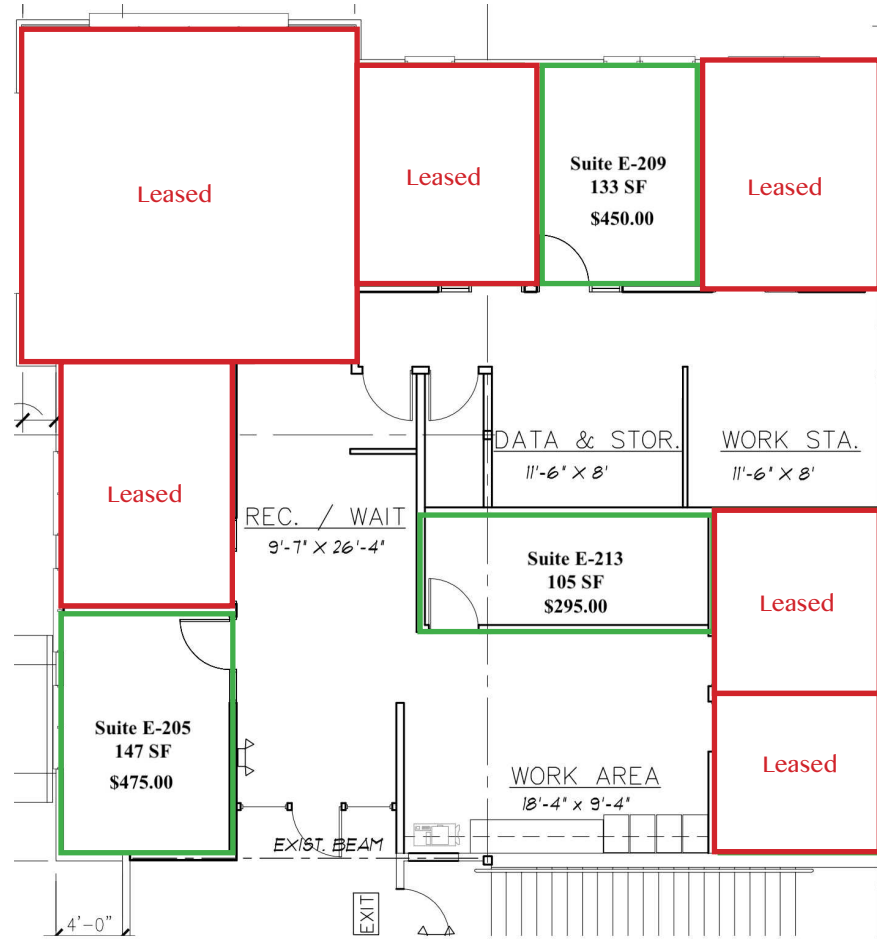 Leased
Leased
Suite E-209
133 SF
$450.00
Leased
DATA & STOR.
11'-6" X 8'
WORK STA.
11'-6" X 8'
Leased
REC. / WAIT
9'-7" X 26'-4"
Suite E-213
105 SF
$295.00
Leased
Suite E-205
147 SF
$475.00
WORK AREA
18'-4" x 9'-4"
Leased
EXIST. BEAM
4'-0"
EXIT